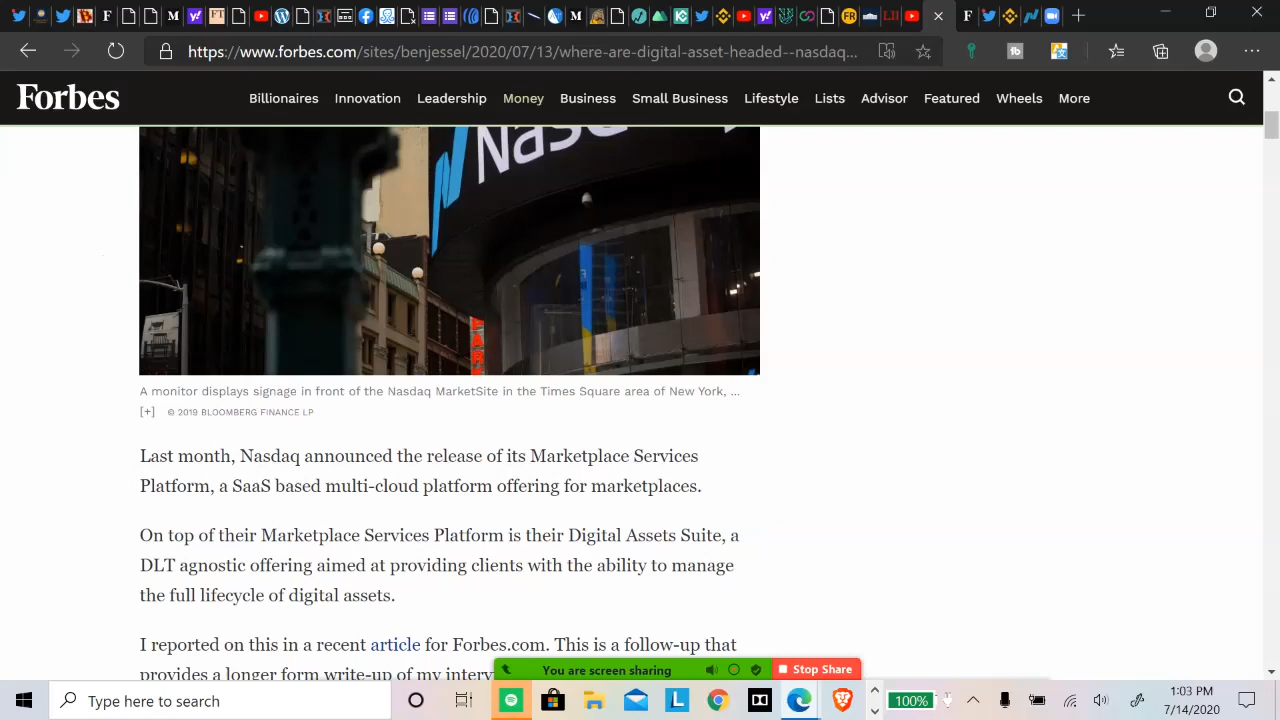 https://www.forbes.com/sites/benjessel/2020/07/13/where-are-digital-asset-headed--nasdaq...
Forbes
Billionaires Innovation Leadership Money Business Small Business Lifestyle Lists Advisor Featured Wheels More
A monitor displays signage in front of the Nasdaq MarketSite in the Times Square area of New York, ...
[+] © 2019 BLOOMBERG FINANCE LP
Last month, Nasdaq announced the release of its Marketplace Services
Platform, a SaaS based multi-cloud platform offering for marketplaces.
On top of their Marketplace Services Platform is their Digital Assets Suite, a
DLT agnostic offering aimed at providing clients with the ability to manage
the full lifecycle of digital assets.
I reported on this in a recent article for Forbes.com. This is a follow-up that
provides a longer form write-up of my
You are screen sharing
Stop Share
Type here to search
100%
1:03 PM
7/14/2020